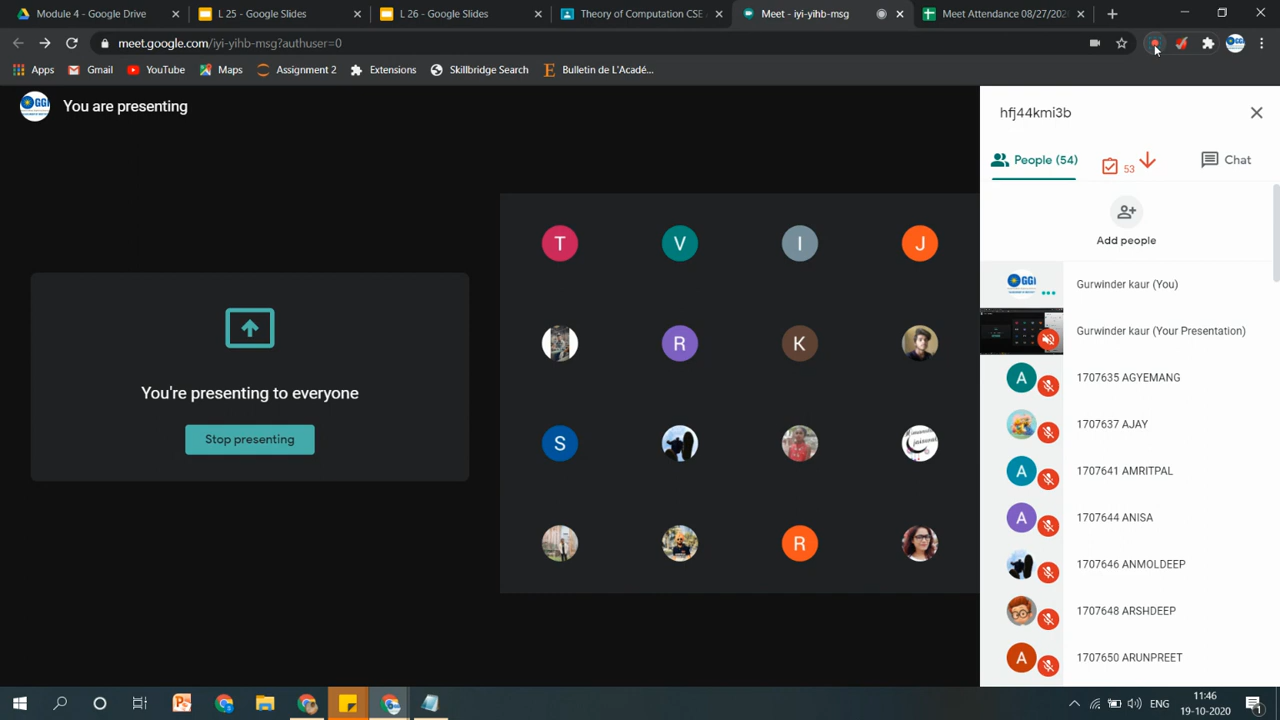 Module 4 - Google Drive
L 25 - Google Slides
L 26 - Google Slides
Theory of Computation CSE
Meet - iyi-yihb-msg
Meet Attendance 08/27/202
meet.google.com/iyi-yihb-msg?authuser=0
Apps
Gmail
YouTube
Maps
Assignment 2
Extensions
Skillbridge Search
Bulletin de L'Acadé...
GGI
You are presenting
hfj44kmi3b
People (54)
53
Chat
Add people
T
V
I
J
R
K
S
R
You're presenting to everyone
Stop presenting
GGI
Gurwinder kaur (You)
Gurwinder kaur (Your Presentation)
A
1707635 AGYEMANG
1707637 AJAY
A
1707641 AMRITPAL
A
1707644 ANISA
1707646 ANMOLDEEP
1707648 ARSHDEEP
A
1707650 ARUNPREET
ENG
11:46
19-10-2020
1